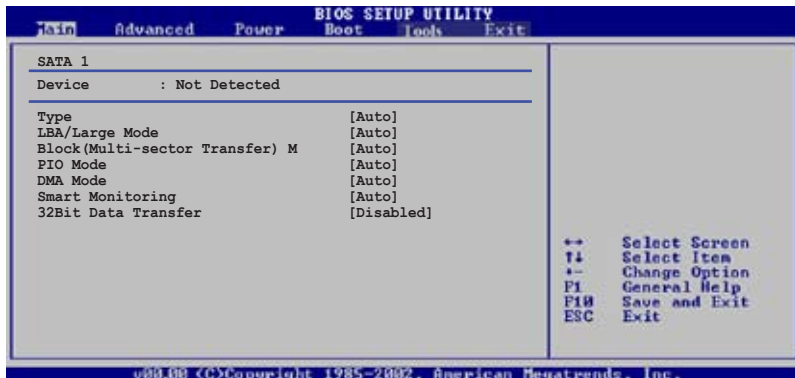 BIOS SETUP UTILITY
Main Advanced Power Boot Tools Exit
SATA 1
Device : Not Detected
Type [Auto]
LBA/Large Mode [Auto]
Block(Multi-sector Transfer) M [Auto]
PIO Mode [Auto]
DMA Mode [Auto]
Smart Monitoring [Auto]
32Bit Data Transfer [Disabled]
↔ Select Screen
↑↓ Select Item
+- Change Option
F1 General Help
F10 Save and Exit
ESC Exit
v00.00 (C)Copyright 1985-2002, American Megatrends, Inc.